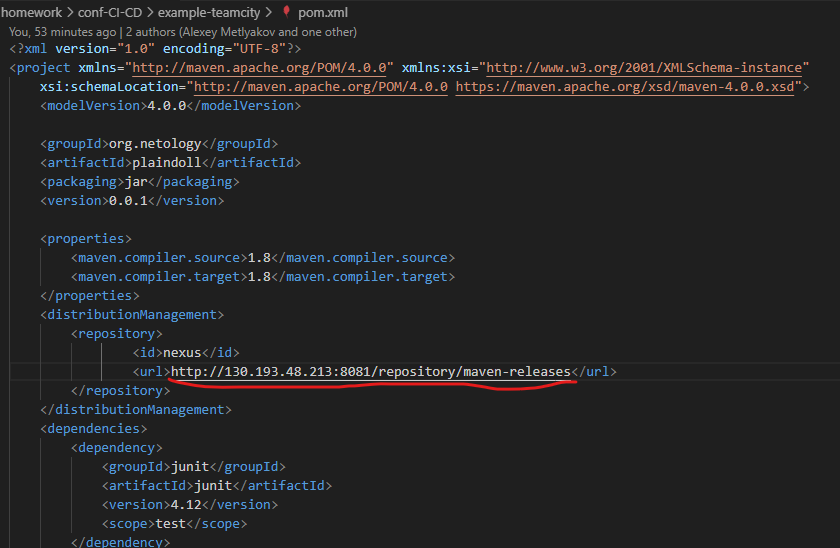 homework > conf-CI-CD > example-teamcity > pom.xml
You, 53 minutes ago | 2 authors (Alexey Metlyakov and one other)
<?xml version="1.0" encoding="UTF-8"?>
<project xmlns="http://maven.apache.org/POM/4.0.0" xmlns:xsi="http://www.w3.org/2001/XMLSchema-instance"
    xsi:schemaLocation="http://maven.apache.org/POM/4.0.0 https://maven.apache.org/xsd/maven-4.0.0.xsd">
    <modelVersion>4.0.0</modelVersion>
    <groupId>org.netology</groupId>
    <artifactId>plaindoll</artifactId>
    <packaging>jar</packaging>
    <version>0.0.1</version>
    <properties>
        <maven.compiler.source>1.8</maven.compiler.source>
        <maven.compiler.target>1.8</maven.compiler.target>
    </properties>
    <distributionManagement>
        <repository>
                <id>nexus</id>
                <url>http://130.193.48.213:8081/repository/maven-releases</url>
        </repository>
    </distributionManagement>
    <dependencies>
        <dependency>
            <groupId>junit</groupId>
            <artifactId>junit</artifactId>
            <version>4.12</version>
            <scope>test</scope>
        </dependency>